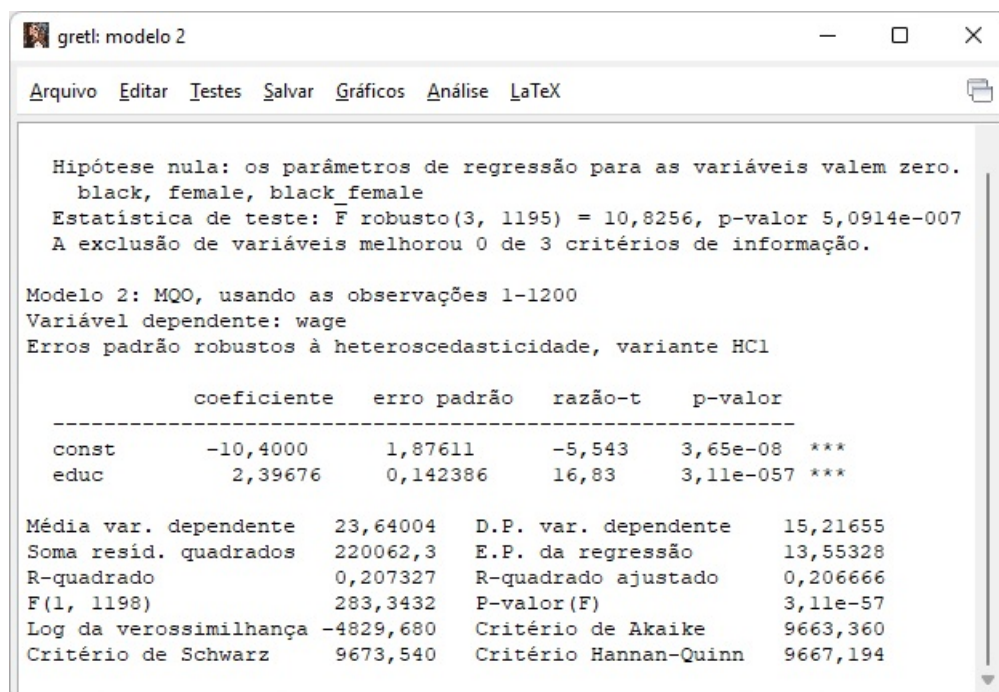 gretl: modelo 2
Arquivo Editar Testes Salvar Gráficos Análise LaTeX
Hipótese nula: os parâmetros de regressão para as variáveis valem zero.
black, female, black_female
Estatística de teste: F robusto(3, 1195) = 10,8256, p-valor 5,0914e-007
A exclusão de variáveis melhorou 0 de 3 critérios de informação.
Modelo 2: MQO, usando as observações 1-1200
Variável dependente: wage
Erros padrão robustos à heteroscedasticidade, variante HC1
coeficiente erro padrão razão-t p-valor
-----------------------------------------------------------
const -10,4000 1,87611 -5,543 3,65e-08 ***
educ 2,39676 0,142386 16,83 3,11e-057 ***
Média var. dependente 23,64004 D.P. var. dependente 15,21655
Soma resíd. quadrados 220062,3 E.P. da regressão 13,55328
R-quadrado 0,207327 R-quadrado ajustado 0,206666
F(1, 1198) 283,3432 P-valor(F) 3,11e-57
Log da verossimilhança -4829,680 Critério de Akaike 9663,360
Critério de Schwarz 9673,540 Critério Hannan-Quinn 9667,194